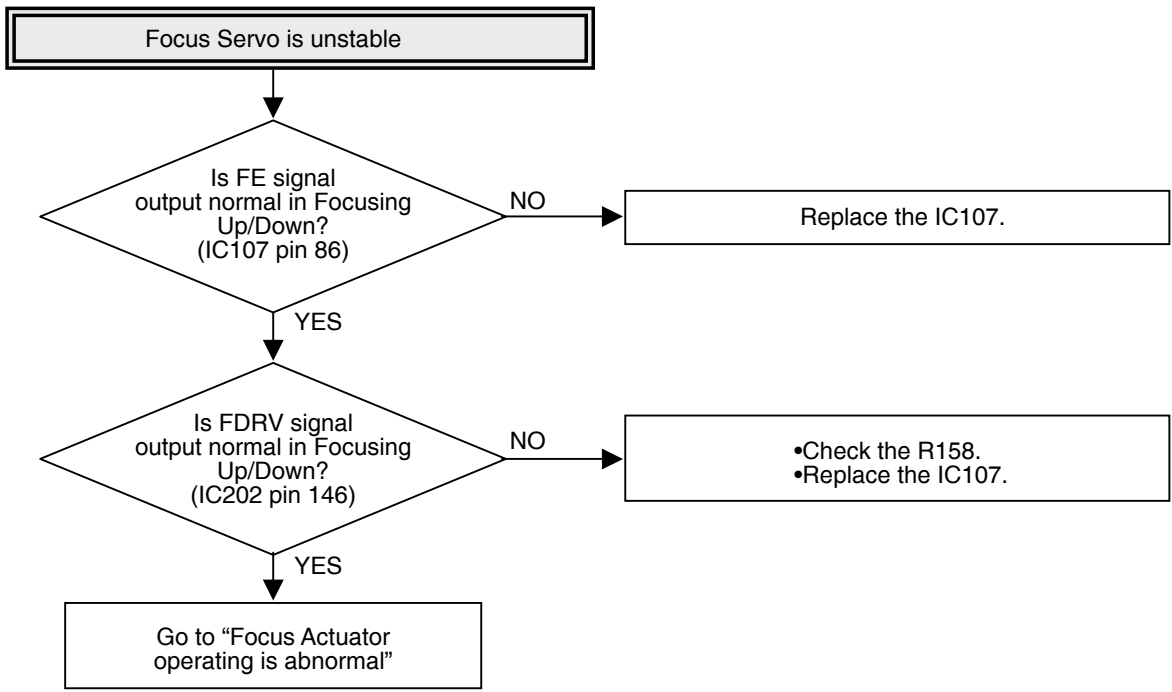 Focus Servo is unstable
Is FE signal
output normal in Focusing
Up/Down?
(IC107 pin 86)
NO
Replace the IC107.
YES
Is FDRV signal
output normal in Focusing
Up/Down?
(IC202 pin 146)
NO
•Check the R158.
•Replace the IC107.
YES
Go to “Focus Actuator
operating is abnormal”